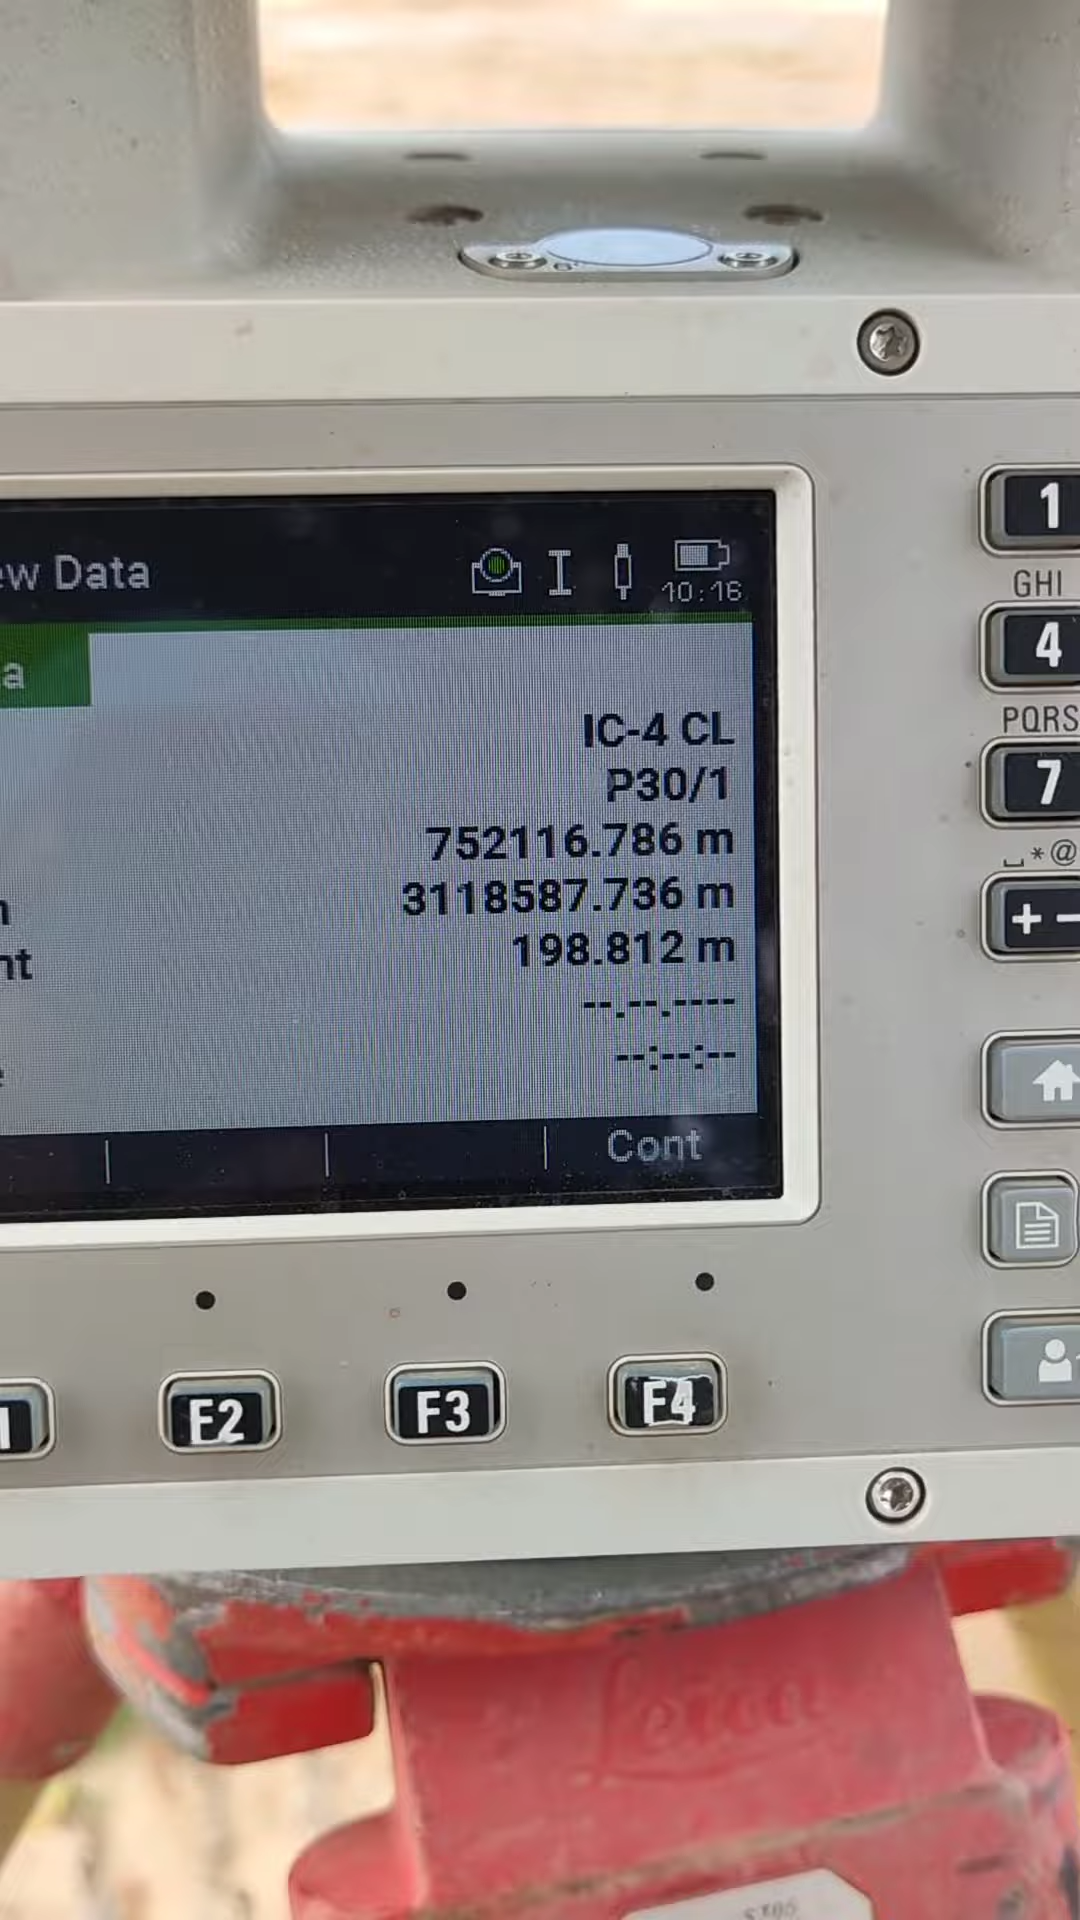 ew Data
10:16
a
IC-4 CL
P30/1
752116.786 m
n 3118587.736 m
nt 198.812 m
--.--.----
e --:--:--
Cont
F2 F3 F4
1
GHI
4
PQRS
7
␣*@
+ -
Leica